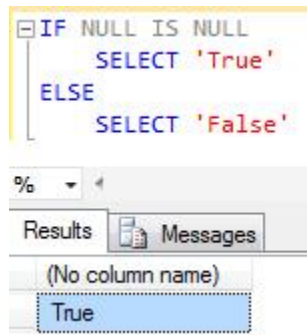 IF NULL IS NULL
SELECT 'True'
ELSE
SELECT 'False'
%
Results Messages
(No column name)
True